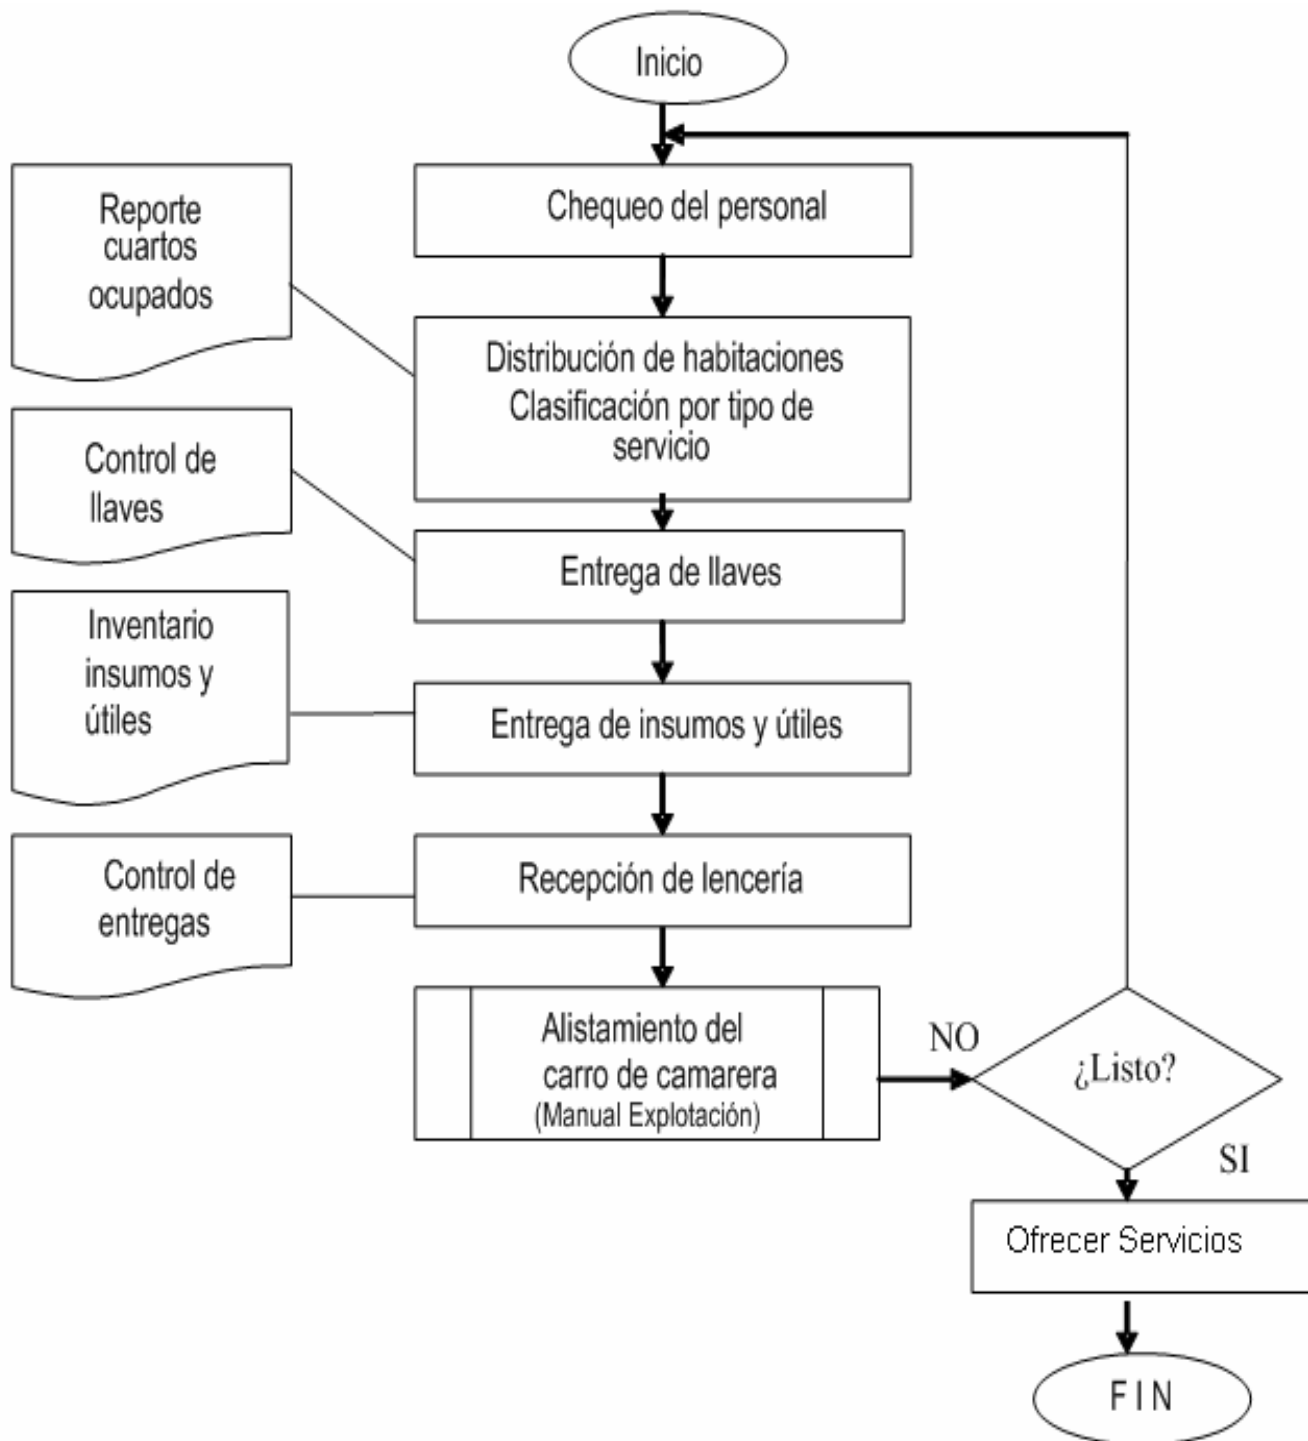 Inicio
Reporte
cuartos
ocupados
Chequeo del personal
Distribución de habitaciones
Clasificación por tipo de
servicio
Control de
llaves
Entrega de llaves
Inventario
insumos y
útiles
Entrega de insumos y útiles
Control de
entregas
Recepción de lencería
Alistamiento del
carro de camarera
(Manual Explotación)
NO
¿Listo?
SI
Ofrecer Servicios
F I N